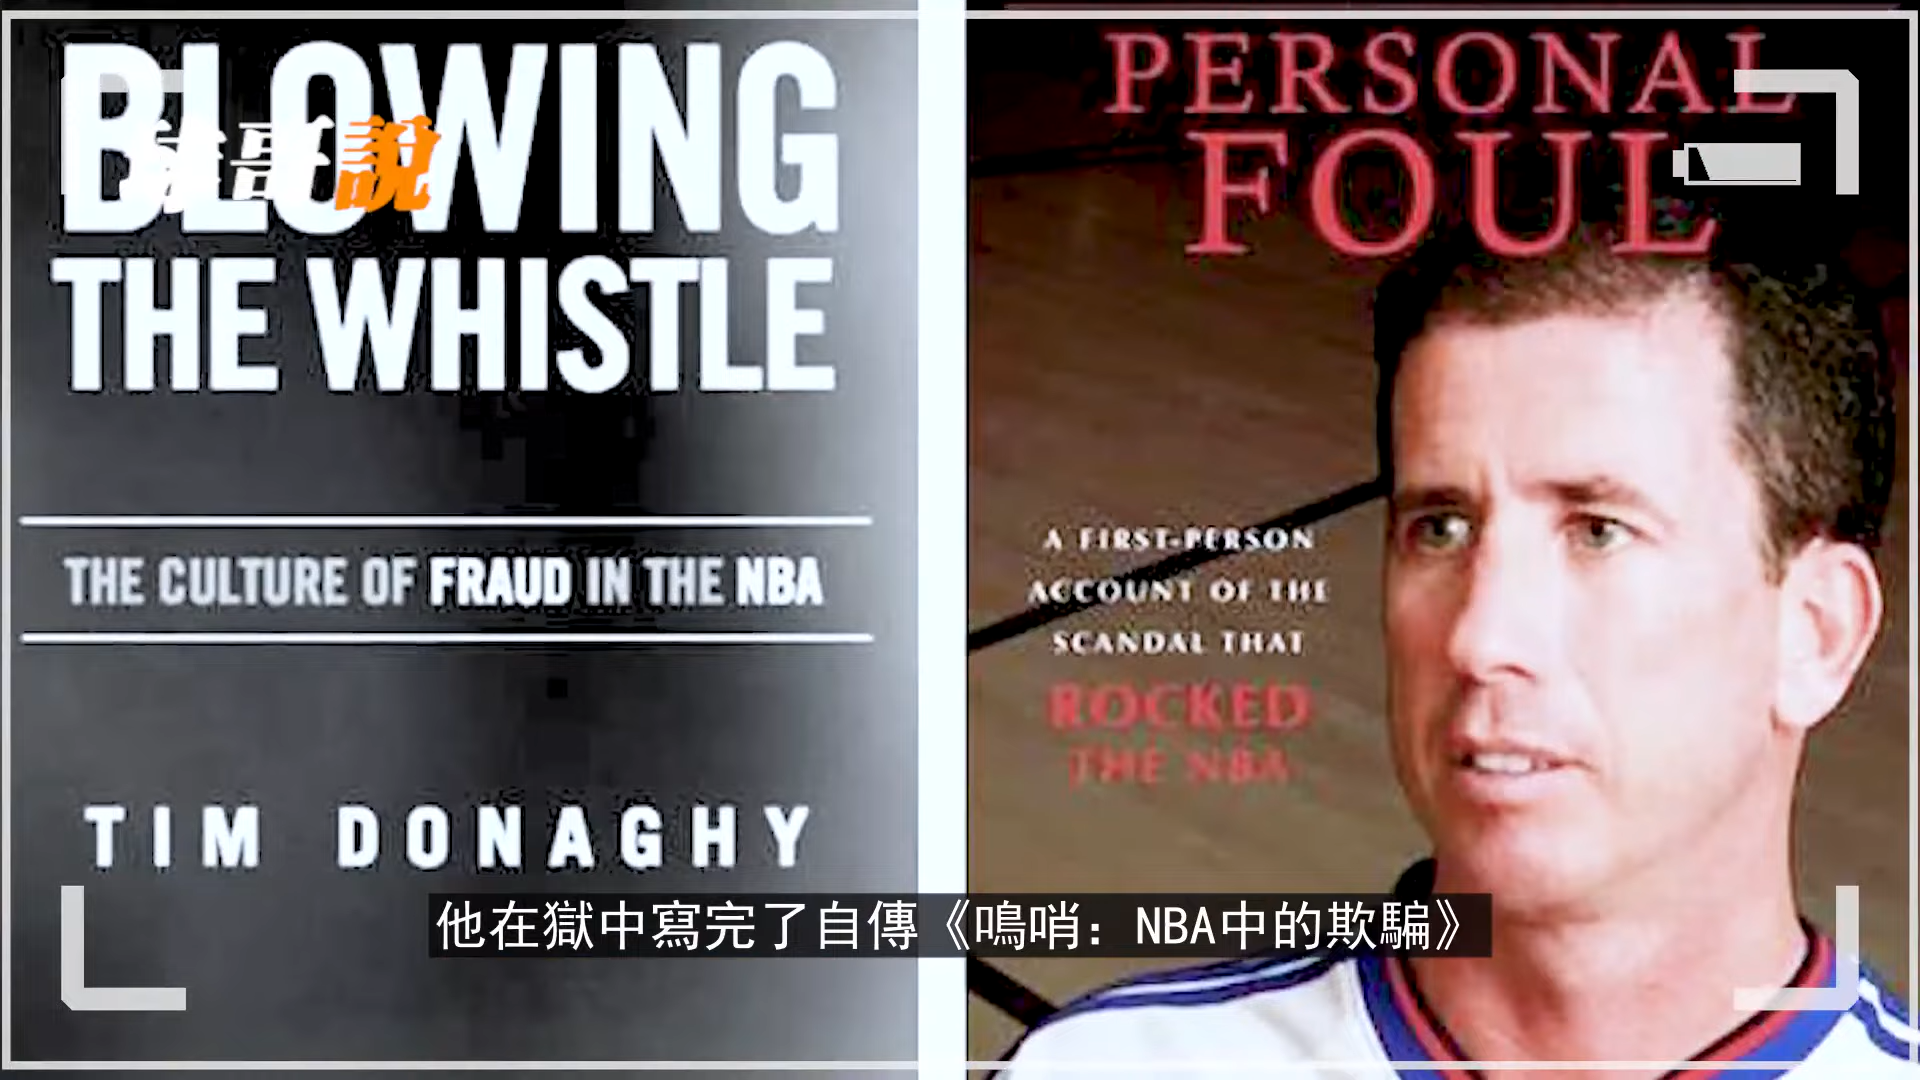 BLOWING
THE WHISTLE
哥說
THE CULTURE OF FRAUD IN THE NBA
TIM DONAGHY
PERSONAL
FOUL
A FIRST-PERSON
ACCOUNT OF THE
SCANDAL THAT
ROCKED
THE NBA
他在獄中寫完了自傳《鳴哨：NBA中的欺騙》